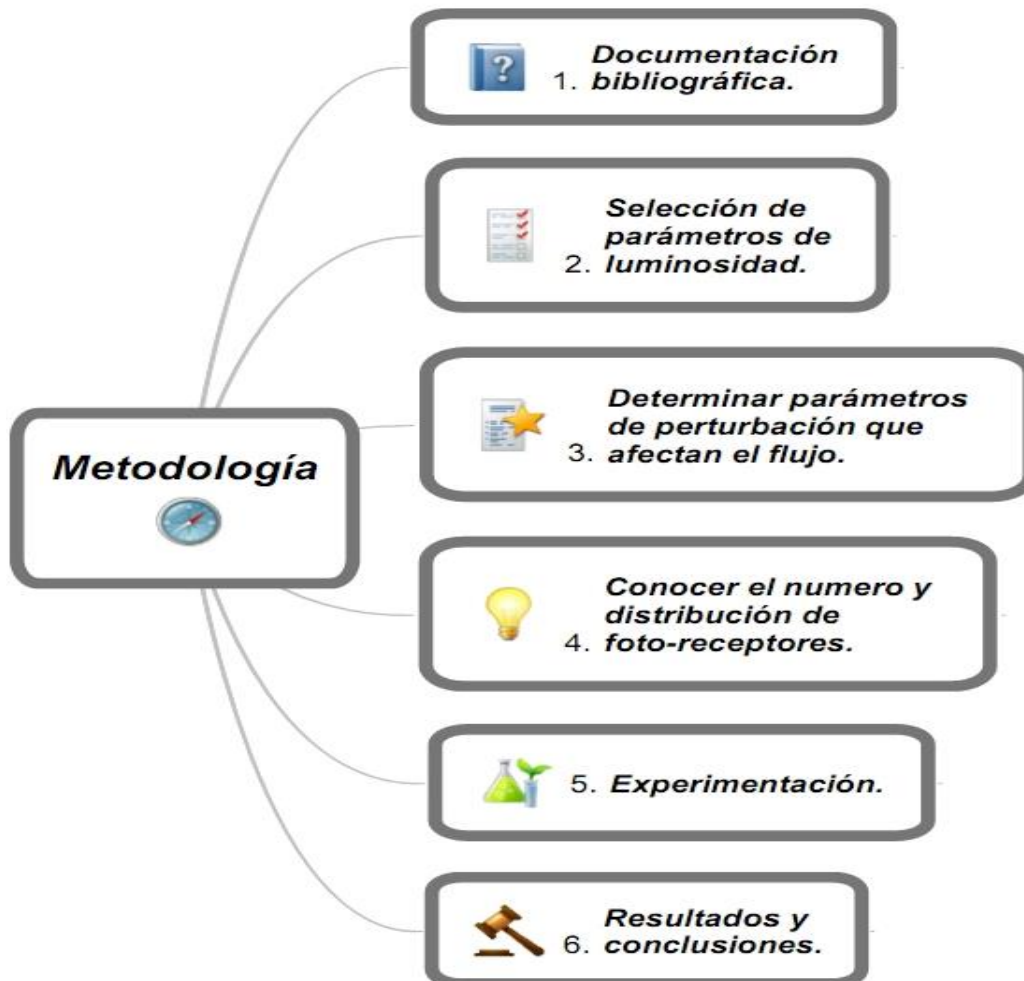 Metodología
1. Documentación
bibliográfica.
2. Selección de
parámetros de
luminosidad.
3. Determinar parámetros
de perturbación que
afectan el flujo.
4. Conocer el numero y
distribución de
foto-receptores.
5. Experimentación.
6. Resultados y
conclusiones.